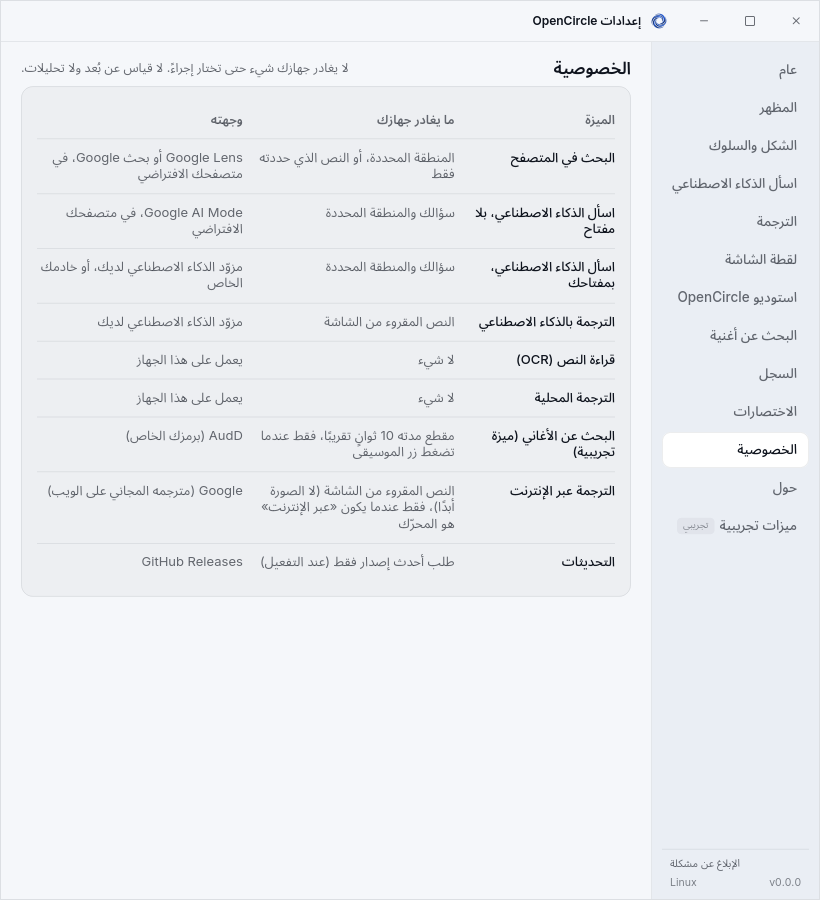 إعدادات OpenCircle
عام
المظهر
الشكل والسلوك
اسأل الذكاء الاصطناعي
الترجمة
لقطة الشاشة
استوديو OpenCircle
البحث عن أغنية
السجل
الاختصارات
الخصوصية
حول
ميزات تجريبية تجريبي
الإبلاغ عن مشكلة
v0.0.0 Linux
الخصوصية
لا يغادر جهازك شيء حتى تختار إجراءً. لا قياس عن بُعد ولا تحليلات.
الميزة ما يغادر جهازك وجهته
البحث في المتصفح المنطقة المحددة، أو النص الذي حددته Google Lens أو بحث Google، في
فقط متصفحك الافتراضي
اسأل الذكاء الاصطناعي، بلا سؤالك والمنطقة المحددة Google AI Mode، في متصفحك
مفتاح الافتراضي
اسأل الذكاء الاصطناعي، سؤالك والمنطقة المحددة مزوّد الذكاء الاصطناعي لديك، أو خادمك
بمفتاحك الخاص
الترجمة بالذكاء الاصطناعي النص المقروء من الشاشة مزوّد الذكاء الاصطناعي لديك
قراءة النص (OCR) لا شيء يعمل على هذا الجهاز
الترجمة المحلية لا شيء يعمل على هذا الجهاز
البحث عن الأغاني (ميزة مقطع مدته 10 ثوانٍ تقريبًا، فقط عندما AudD (برمزك الخاص)
تجريبية) تضغط زر الموسيقى
الترجمة عبر الإنترنت النص المقروء من الشاشة (لا الصورة Google (مترجمه المجاني على الويب)
أبدًا)، فقط عندما يكون «عبر الإنترنت»
هو المحرّك
التحديثات طلب أحدث إصدار فقط (عند التفعيل) GitHub Releases